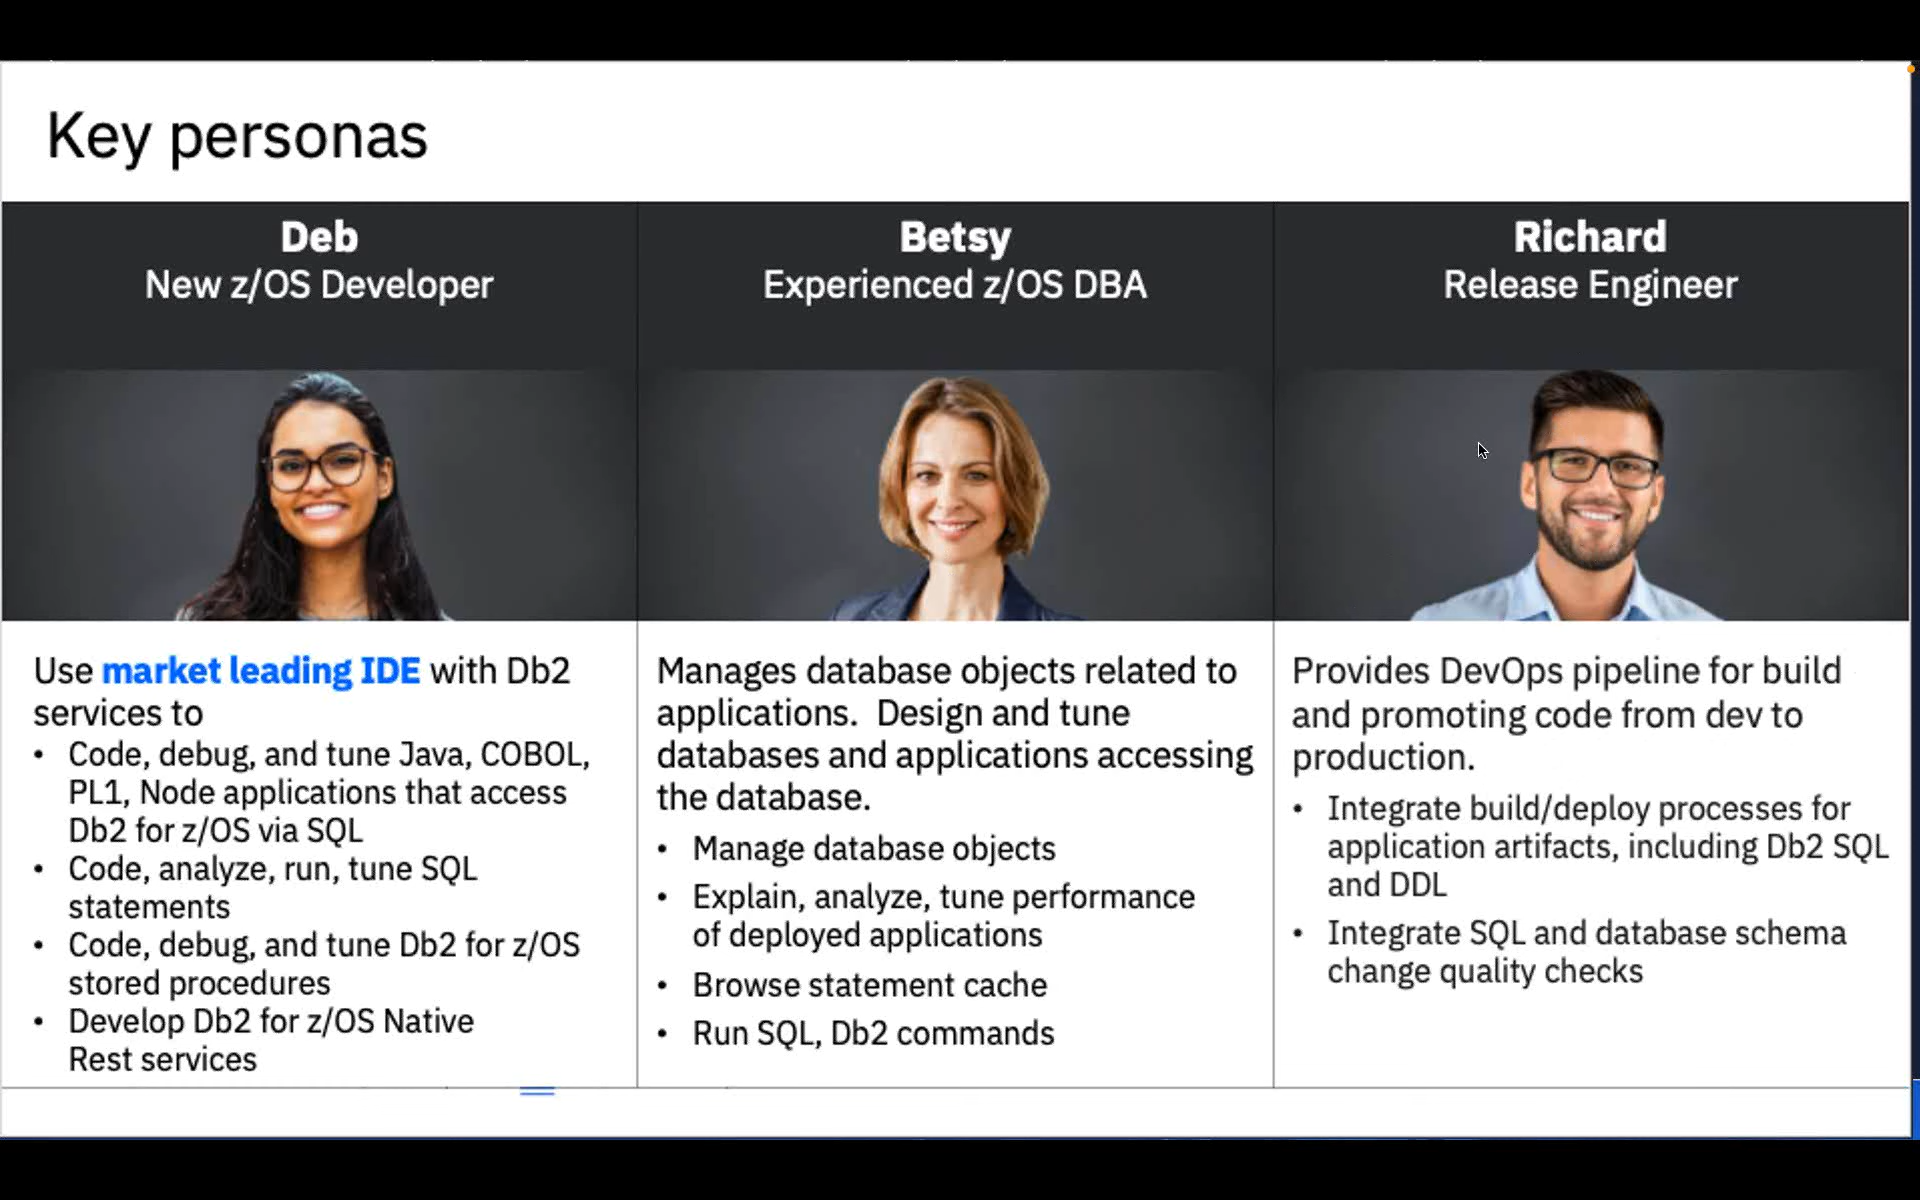 Key personas
Deb
New z/OS Developer
Betsy
Experienced z/OS DBA
Richard
Release Engineer
Use market leading IDE with Db2
services to
• Code, debug, and tune Java, COBOL,
PL1, Node applications that access
Db2 for z/OS via SQL
• Code, analyze, run, tune SQL
statements
• Code, debug, and tune Db2 for z/OS
stored procedures
• Develop Db2 for z/OS Native
Rest services
Manages database objects related to
applications.  Design and tune
databases and applications accessing
the database.
• Manage database objects
• Explain, analyze, tune performance
of deployed applications
• Browse statement cache
• Run SQL, Db2 commands
Provides DevOps pipeline for build
and promoting code from dev to
production.
• Integrate build/deploy processes for
application artifacts, including Db2 SQL
and DDL
• Integrate SQL and database schema
change quality checks